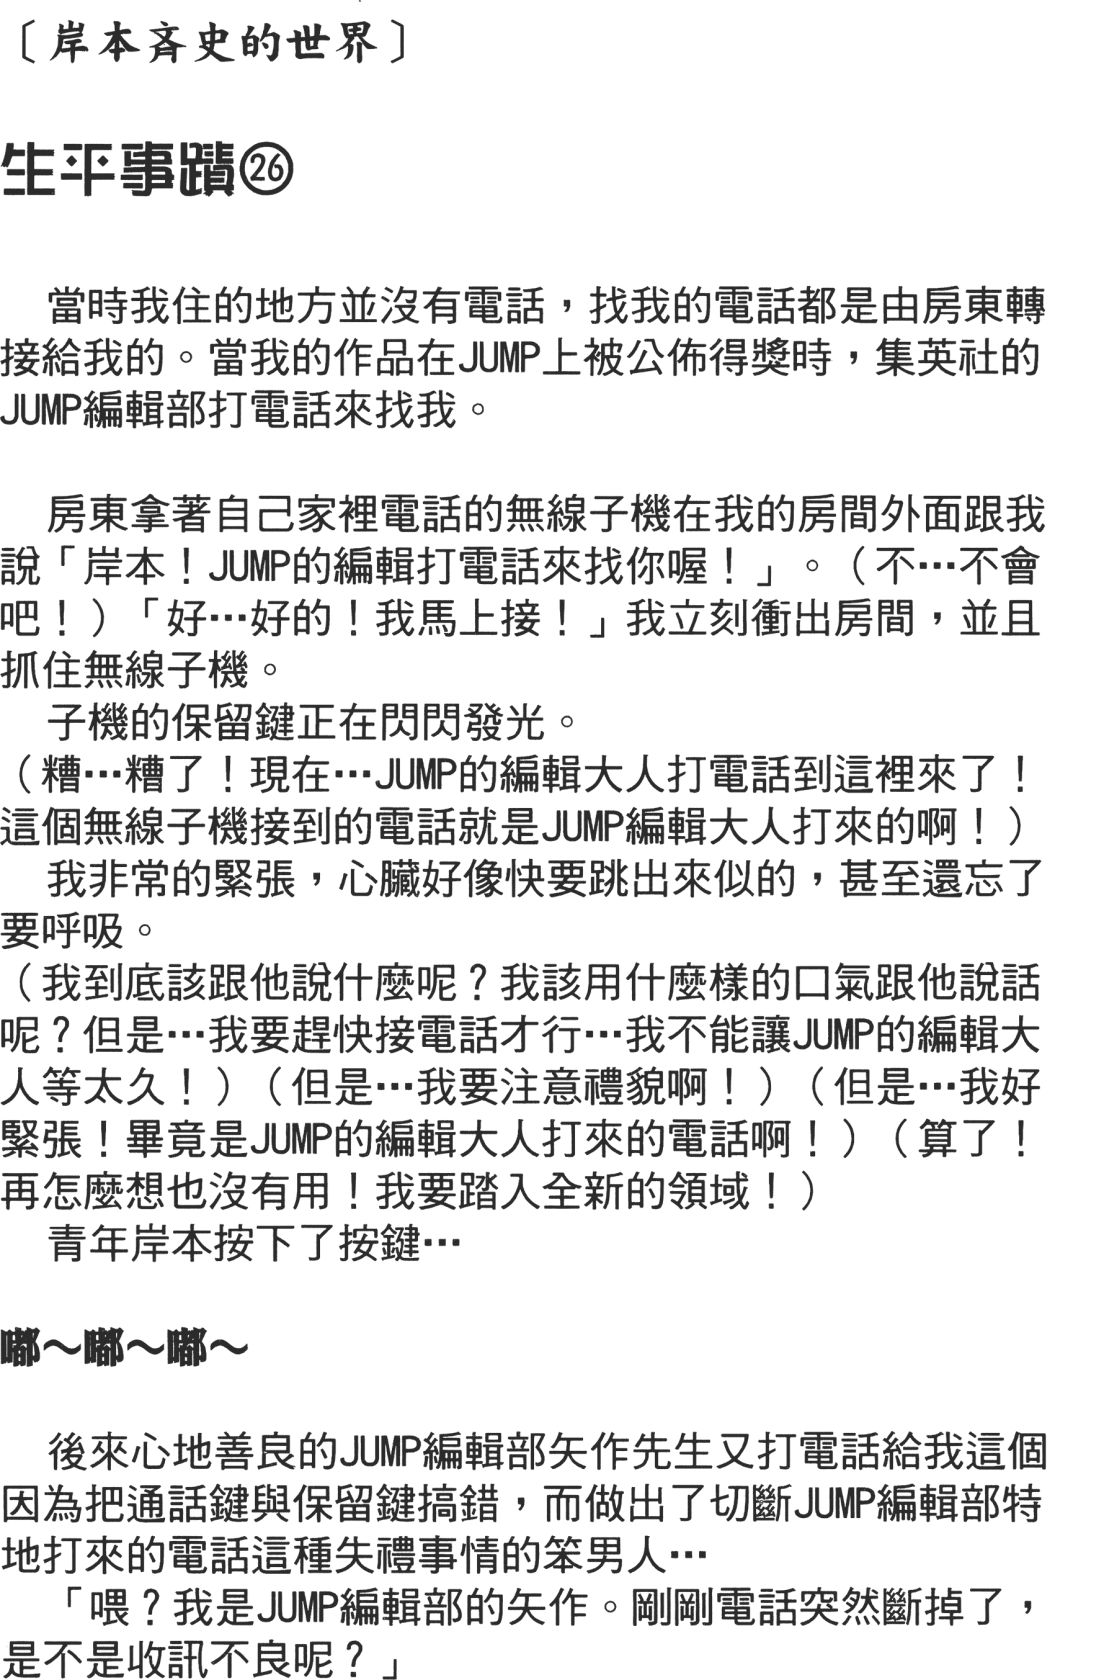 〔岸本斉史的世界〕
生平事蹟㉖
當時我住的地方並沒有電話，找我的電話都是由房東轉
接給我的。當我的作品在JUMP上被公佈得獎時，集英社的
JUMP編輯部打電話來找我。
房東拿著自己家裡電話的無線子機在我的房間外面跟我
說「岸本！JUMP的編輯打電話來找你喔！」。（不…不會
吧！）「好…好的！我馬上接！」我立刻衝出房間，並且
抓住無線子機。
子機的保留鍵正在閃閃發光。
（糟…糟了！現在…JUMP的編輯大人打電話到這裡來了！
這個無線子機接到的電話就是JUMP編輯大人打來的啊！）
我非常的緊張，心臟好像快要跳出來似的，甚至還忘了
要呼吸。
（我到底該跟他說什麼呢？我該用什麼樣的口氣跟他說話
呢？但是…我要趕快接電話才行…我不能讓JUMP的編輯大
人等太久！）（但是…我要注意禮貌啊！）（但是…我好
緊張！畢竟是JUMP的編輯大人打來的電話啊！）（算了！
再怎麼想也沒有用！我要踏入全新的領域！）
青年岸本按下了按鍵…
嘟～嘟～嘟～
後來心地善良的JUMP編輯部矢作先生又打電話給我這個
因為把通話鍵與保留鍵搞錯，而做出了切斷JUMP編輯部特
地打來的電話這種失禮事情的笨男人…
「喂？我是JUMP編輯部的矢作。剛剛電話突然斷掉了，
是不是收訊不良呢？」